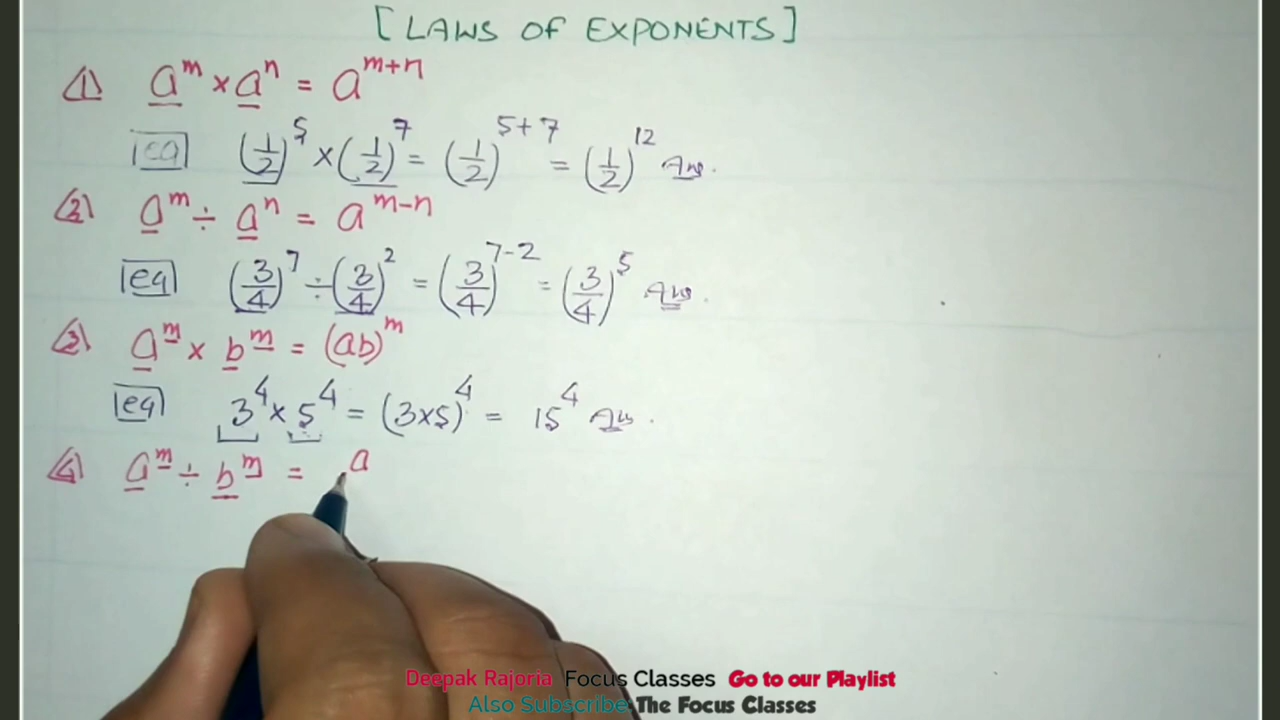 [LAWS OF EXPONENTS]
(1) a^m × a^n = a^(m+n)
eg (1/2)^5 × (1/2)^7 = (1/2)^(5+7) = (1/2)^12 Ans.
(2) a^m ÷ a^n = a^(m-n)
eg (3/4)^7 ÷ (3/4)^2 = (3/4)^(7-2) = (3/4)^5 Ans.
(3) a^m × b^m = (ab)^m
eg 3^4 × 5^4 = (3×5)^4 = 15^4 Ans.
(4) a^m ÷ b^m = a
Deepak Rajoria Focus Classes Go to our Playlist
Also Subscribe The Focus Classes